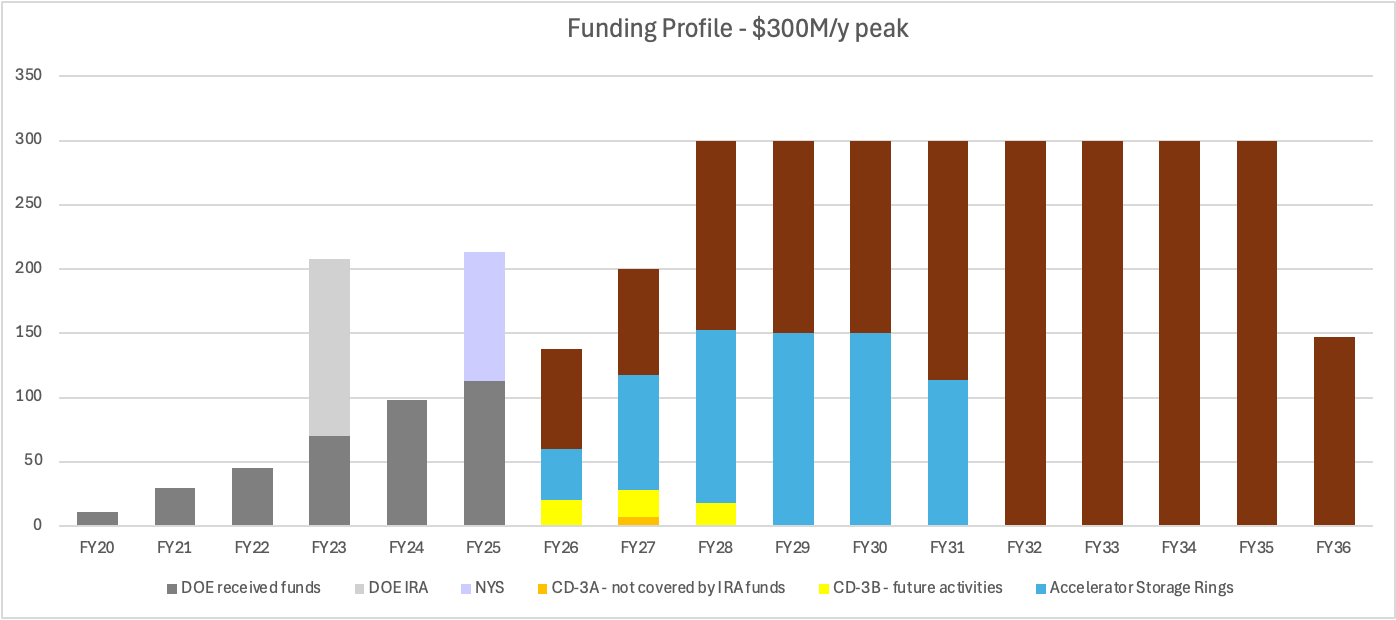 Funding Profile - $300M/y peak
350
300
250
200
150
100
50
0
FY20 FY21 FY22 FY23 FY24 FY25 FY26 FY27 FY28 FY29 FY30 FY31 FY32 FY33 FY34 FY35 FY36
DOE received funds DOE IRA NYS CD-3A - not covered by IRA funds CD-3B - future activities Accelerator Storage Rings